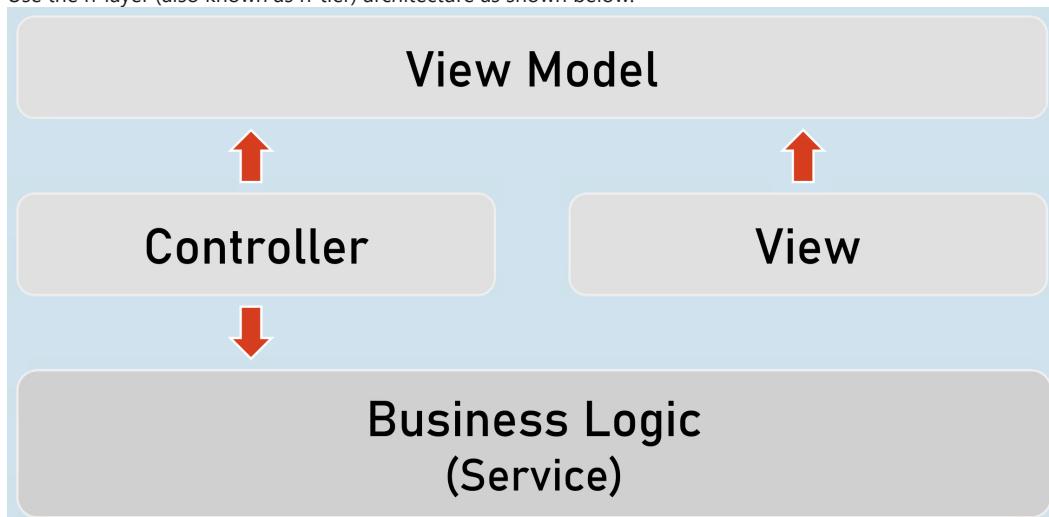 Use the n-layer (also known as n-tier) architecture as shown below.
View Model
Controller
View
Business Logic
(Service)